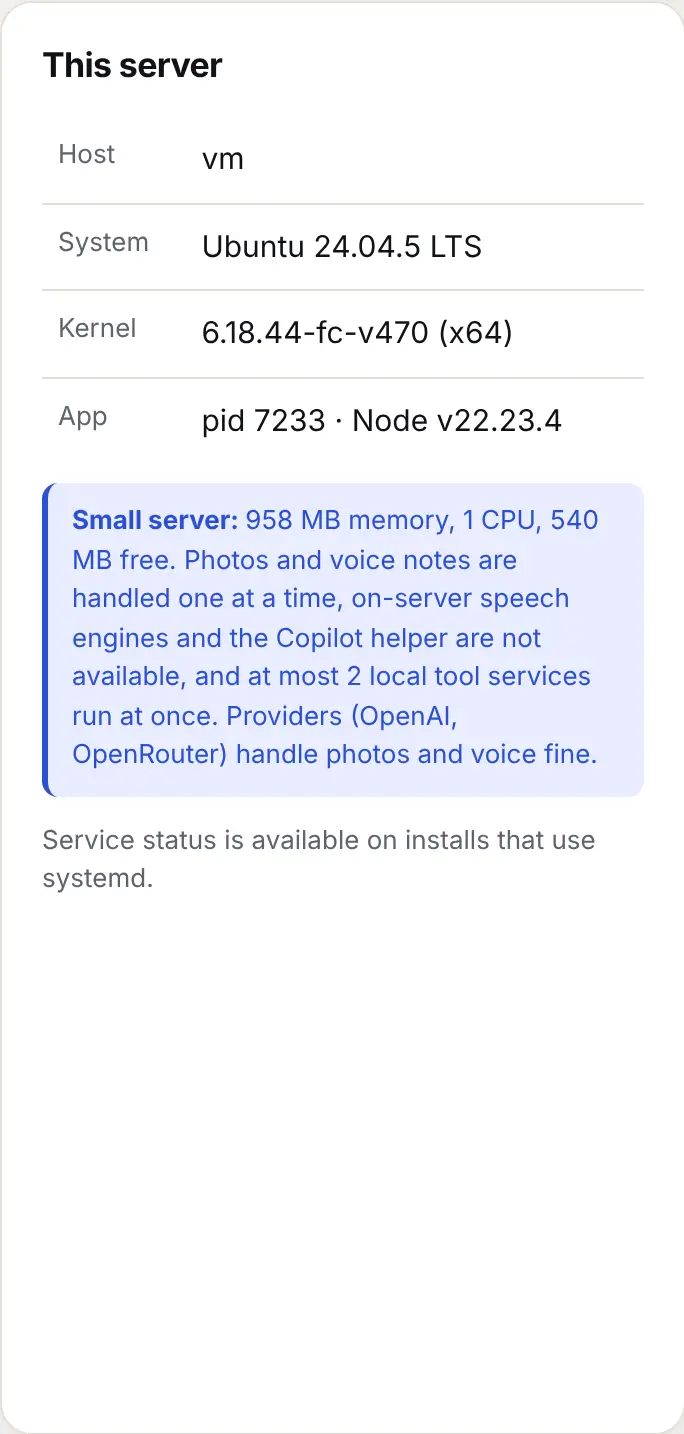 This server
Host vm
System Ubuntu 24.04.5 LTS
Kernel 6.18.44-fc-v470 (x64)
App pid 7233 · Node v22.23.4
Small server: 958 MB memory, 1 CPU, 540
MB free. Photos and voice notes are
handled one at a time, on-server speech
engines and the Copilot helper are not
available, and at most 2 local tool services
run at once. Providers (OpenAI,
OpenRouter) handle photos and voice fine.
Service status is available on installs that use
systemd.